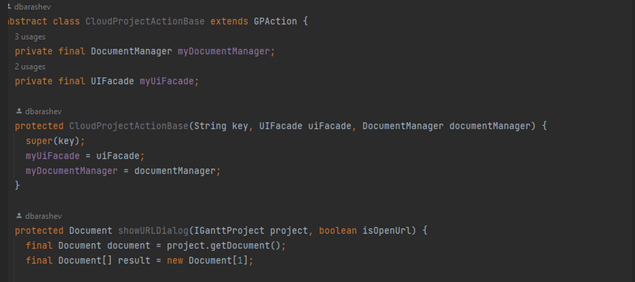 dbarashev
abstract class CloudProjectActionBase extends GPAction {
3 usages
private final DocumentManager myDocumentManager;
2 usages
private final UIFacade myUiFacade;
dbarashev
protected CloudProjectActionBase(String key, UIFacade uiFacade, DocumentManager documentManager) {
super(key);
myUiFacade = uiFacade;
myDocumentManager = documentManager;
}
dbarashev
protected Document showURLDialog(IGanttProject project, boolean isOpenUrl) {
final Document document = project.getDocument();
final Document[] result = new Document[1];